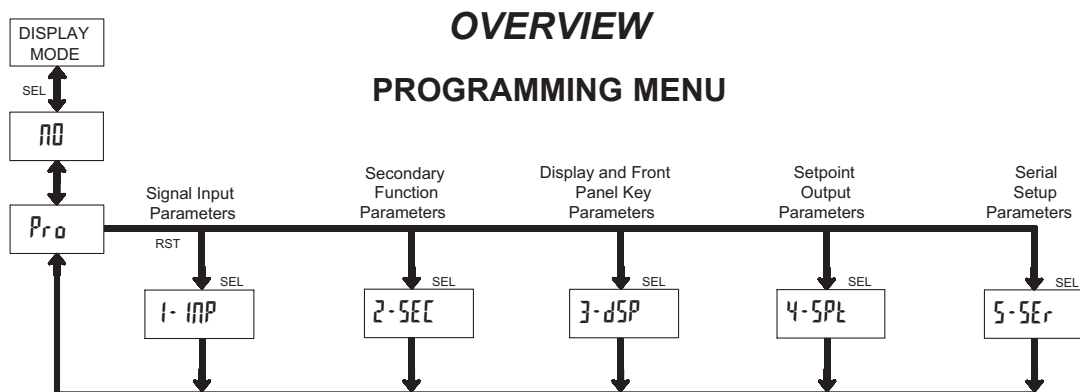 OVERVIEW
PROGRAMMING MENU
DISPLAY
MODE
SEL
NO
Pro
Signal Input
Parameters
Secondary
Function
Parameters
Display and Front
Panel Key
Parameters
Setpoint
Output
Parameters
Serial
Setup
Parameters
RST
SEL
SEL
SEL
SEL
SEL
1-INP
2-SEC
3-dSP
4-SPt
5-SEr